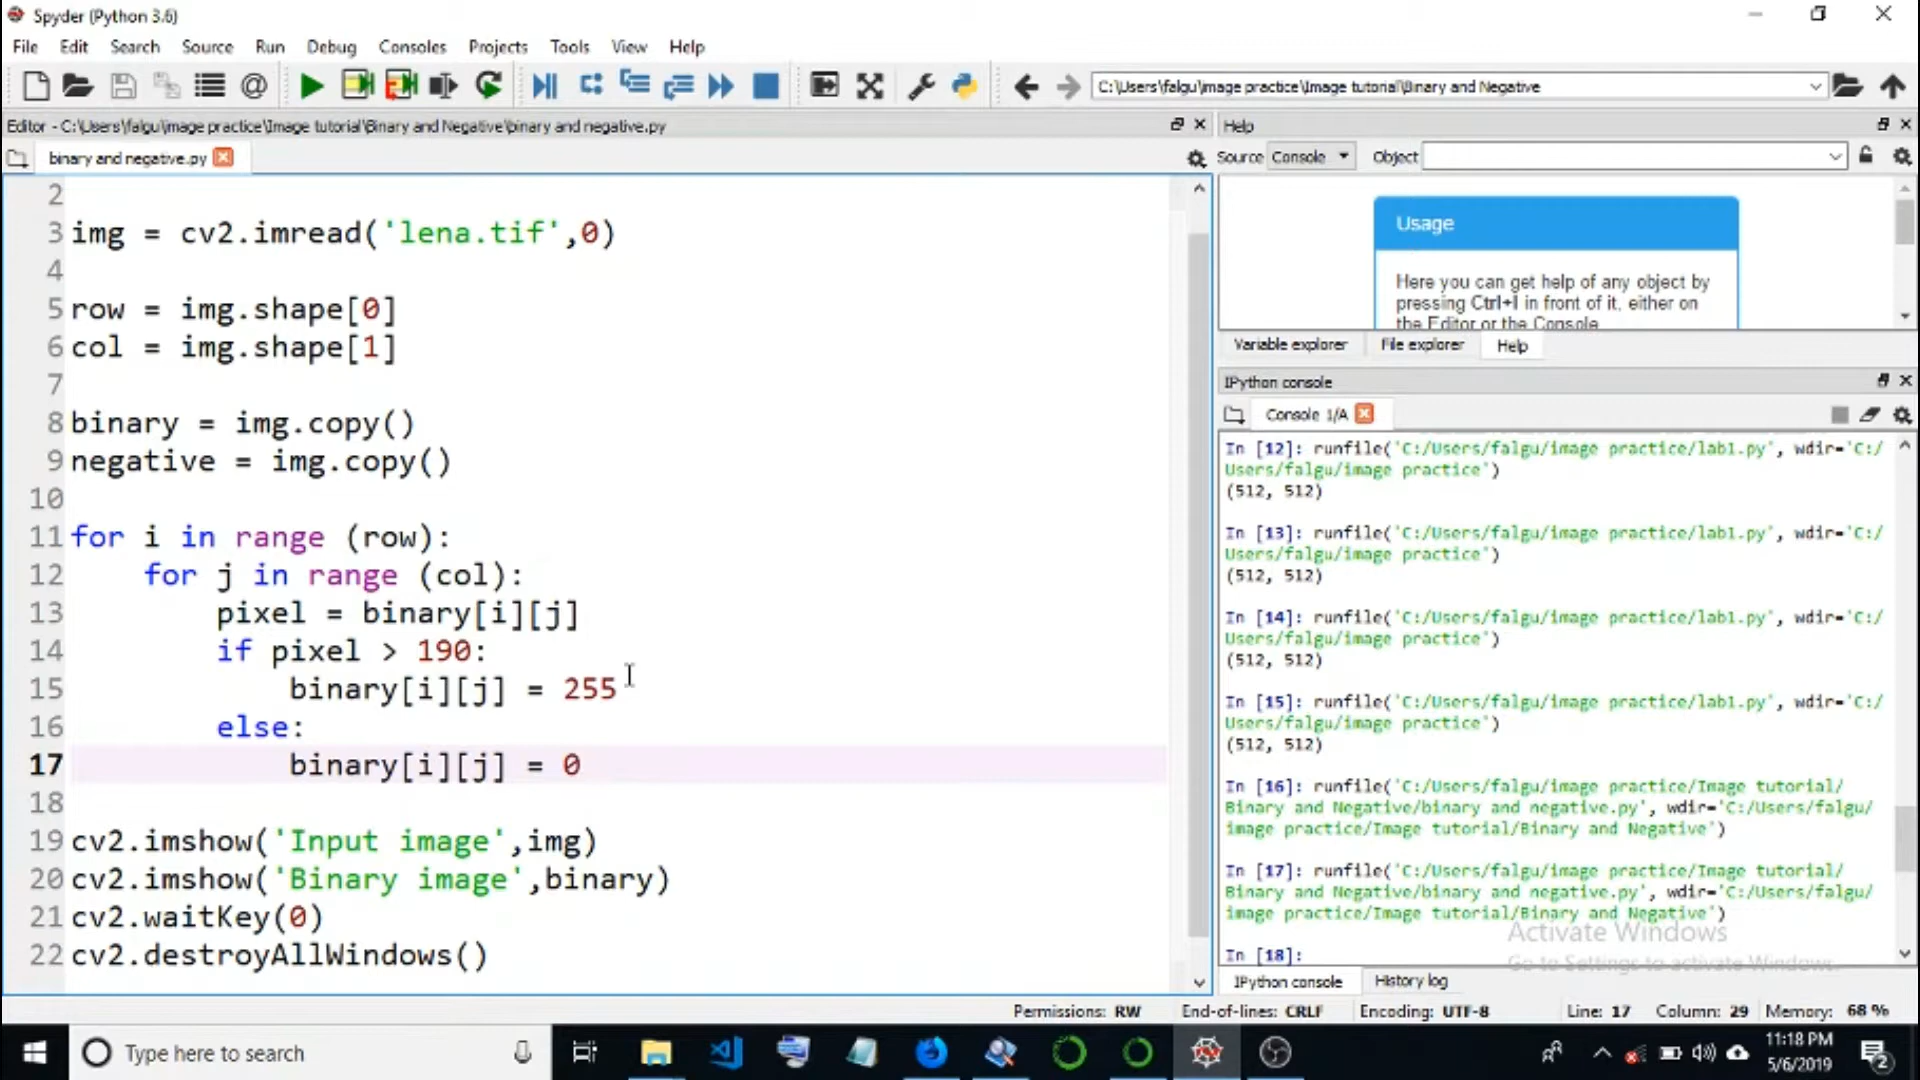 Spyder (Python 3.6)
File Edit Search Source Run Debug Consoles Projects Tools View Help
C:\Users\falgu\image practice\Image tutorial\Binary and Negative
Editor - C:\Users\falgu\image practice\Image tutorial\Binary and Negative\binary and negative.py
binary and negative.py
2
3 img = cv2.imread('lena.tif',0)
4
5 row = img.shape[0]
6 col = img.shape[1]
7
8 binary = img.copy()
9 negative = img.copy()
10
11 for i in range (row):
12     for j in range (col):
13         pixel = binary[i][j]
14         if pixel > 190:
15             binary[i][j] = 255
16         else:
17             binary[i][j] = 0
18
19 cv2.imshow('Input image',img)
20 cv2.imshow('Binary image',binary)
21 cv2.waitKey(0)
22 cv2.destroyAllWindows()
Help
Source Console Object
Usage
Here you can get help of any object by
pressing Ctrl+I in front of it, either on
the Editor or the Console
Variable explorer File explorer Help
IPython console
Console 1/A
In [12]: runfile('C:/Users/falgu/image practice/lab1.py', wdir='C:/
Users/falgu/image practice')
(512, 512)
In [13]: runfile('C:/Users/falgu/image practice/lab1.py', wdir='C:/
Users/falgu/image practice')
(512, 512)
In [14]: runfile('C:/Users/falgu/image practice/lab1.py', wdir='C:/
Users/falgu/image practice')
(512, 512)
In [15]: runfile('C:/Users/falgu/image practice/lab1.py', wdir='C:/
Users/falgu/image practice')
(512, 512)
In [16]: runfile('C:/Users/falgu/image practice/Image tutorial/
Binary and Negative/binary and negative.py', wdir='C:/Users/falgu/
image practice/Image tutorial/Binary and Negative')
In [17]: runfile('C:/Users/falgu/image practice/Image tutorial/
Binary and Negative/binary and negative.py', wdir='C:/Users/falgu/
image practice/Image tutorial/Binary and Negative')
Activate Windows
In [18]:
Go to Settings to activate Windows.
IPython console History log
Permissions: RW End-of-lines: CRLF Encoding: UTF-8 Line: 17 Column: 29 Memory: 68 %
Type here to search
11:18 PM
5/6/2019
2